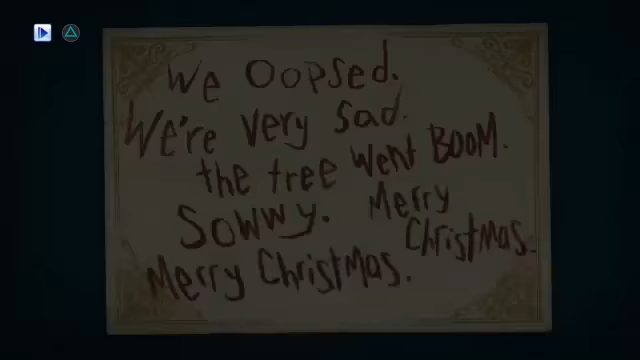 We Oopsed.
We're very sad.
the tree went BOOM.
Sowwy. Merry
Christmas.
Merry Christmas.